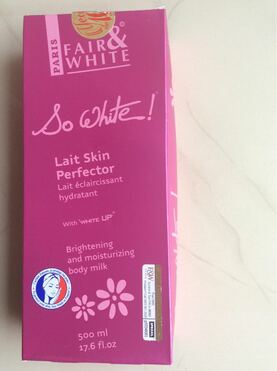 PARIS
FAIR&
WHITE
So White!
Lait Skin
Perfector
Lait éclaircissant
hydratant
With WHITE UP
Brightening
and moisturizing
body milk
500 ml
17.6 fl.oz
F&W